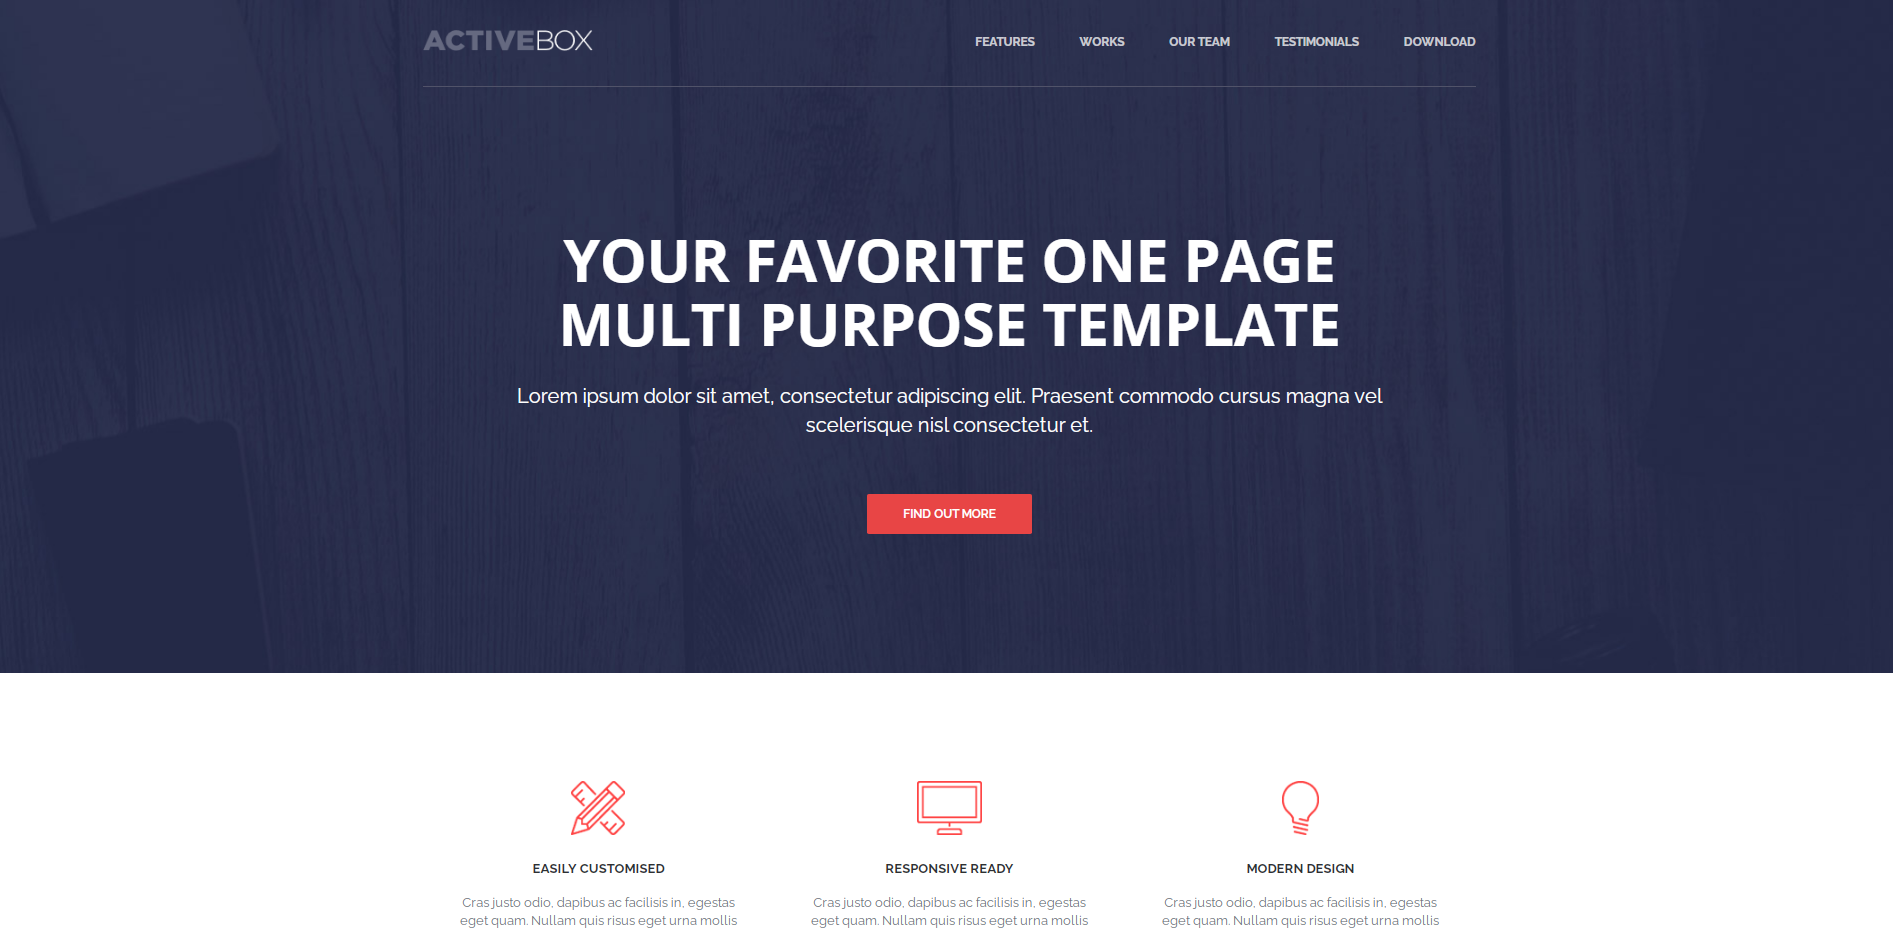 ACTIVEBOX
FEATURES WORKS OUR TEAM TESTIMONIALS DOWNLOAD
YOUR FAVORITE ONE PAGE
MULTI PURPOSE TEMPLATE
Lorem ipsum dolor sit amet, consectetur adipiscing elit. Praesent commodo cursus magna vel
scelerisque nisl consectetur et.
FIND OUT MORE
EASILY CUSTOMISED
Cras justo odio, dapibus ac facilisis in, egestas
eget quam. Nullam quis risus eget urna mollis
RESPONSIVE READY
Cras justo odio, dapibus ac facilisis in, egestas
eget quam. Nullam quis risus eget urna mollis
MODERN DESIGN
Cras justo odio, dapibus ac facilisis in, egestas
eget quam. Nullam quis risus eget urna mollis